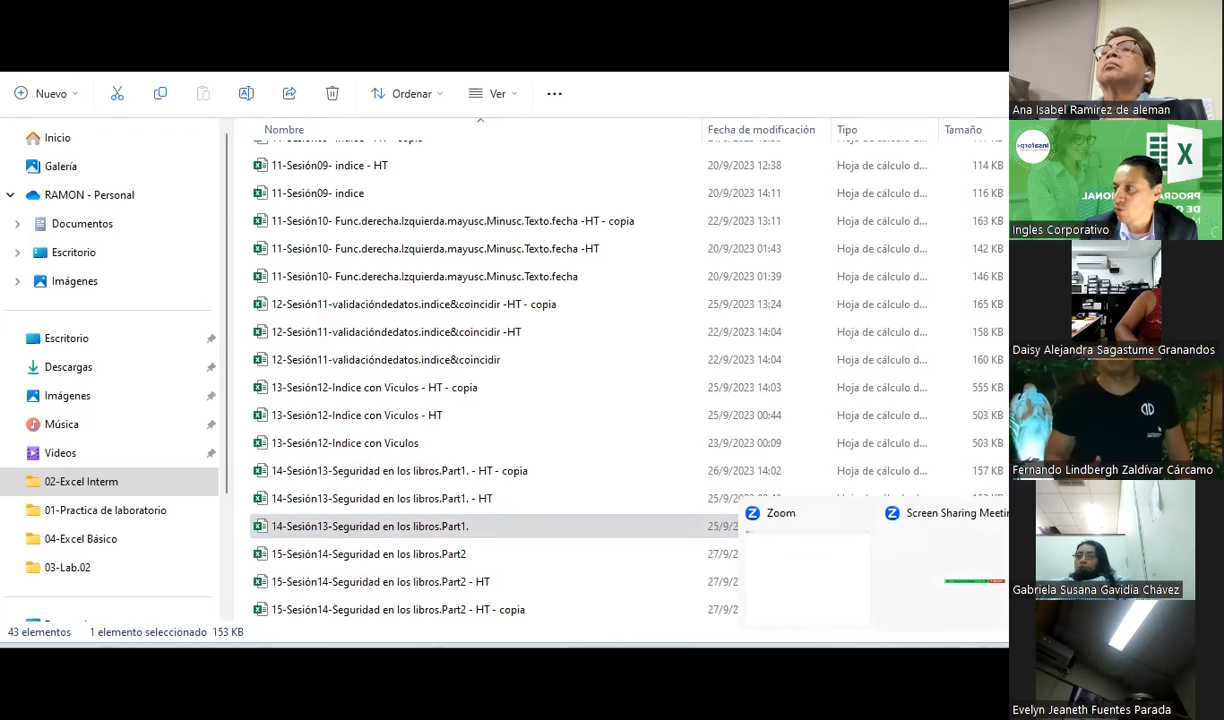 Nuevo
Ordenar
Ver
Nombre
Fecha de modificación
Tipo
Tamaño
Inicio
Galería
RAMON - Personal
Documentos
Escritorio
Imágenes
Escritorio
Descargas
Imágenes
Música
Videos
02-Excel Interm
01-Practica de laboratorio
04-Excel Básico
03-Lab.02
11-Sesión09- indice - HT 20/9/2023 12:38 Hoja de cálculo d... 114 KB
11-Sesión09- indice 20/9/2023 14:11 Hoja de cálculo d... 116 KB
11-Sesión10- Func.derecha.Izquierda.mayusc.Minusc.Texto.fecha -HT - copia 22/9/2023 13:11 Hoja de cálculo d... 163 KB
11-Sesión10- Func.derecha.Izquierda.mayusc.Minusc.Texto.fecha -HT 20/9/2023 01:43 Hoja de cálculo d... 142 KB
11-Sesión10- Func.derecha.Izquierda.mayusc.Minusc.Texto.fecha 20/9/2023 01:39 Hoja de cálculo d... 146 KB
12-Sesión11-validacióndedatos.indice&coincidir -HT - copia 22/9/2023 13:24 Hoja de cálculo d... 165 KB
12-Sesión11-validacióndedatos.indice&coincidir -HT 22/9/2023 14:04 Hoja de cálculo d... 158 KB
12-Sesión11-validacióndedatos.indice&coincidir 22/9/2023 14:04 Hoja de cálculo d... 160 KB
13-Sesión12-Indice con Viculos - HT - copia 25/9/2023 14:03 Hoja de cálculo d... 555 KB
13-Sesión12-Indice con Viculos - HT 25/9/2023 00:44 Hoja de cálculo d... 503 KB
13-Sesión12-Indice con Viculos 23/9/2023 00:09 Hoja de cálculo d... 503 KB
14-Sesión13-Seguridad en los libros.Part1. - HT - copia 26/9/2023 14:02 Hoja de cálculo d... 157 KB
14-Sesión13-Seguridad en los libros.Part1. - HT
14-Sesión13-Seguridad en los libros.Part1. 25/9/2
15-Sesión14-Seguridad en los libros.Part2 27/9/2
15-Sesión14-Seguridad en los libros.Part2 - HT 27/9/2
15-Sesión14-Seguridad en los libros.Part2 - HT - copia 27/9/2
Zoom
Screen Sharing Meeti
43 elementos 1 elemento seleccionado 153 KB
Ana Isabel Ramirez de aleman
Ingles Corporativo
Daisy Alejandra Sagastume Granandos
Fernando Lindbergh Zaldívar Cárcamo
Gabriela Susana Gavidia Chávez
Evelyn Jeaneth Fuentes Parada